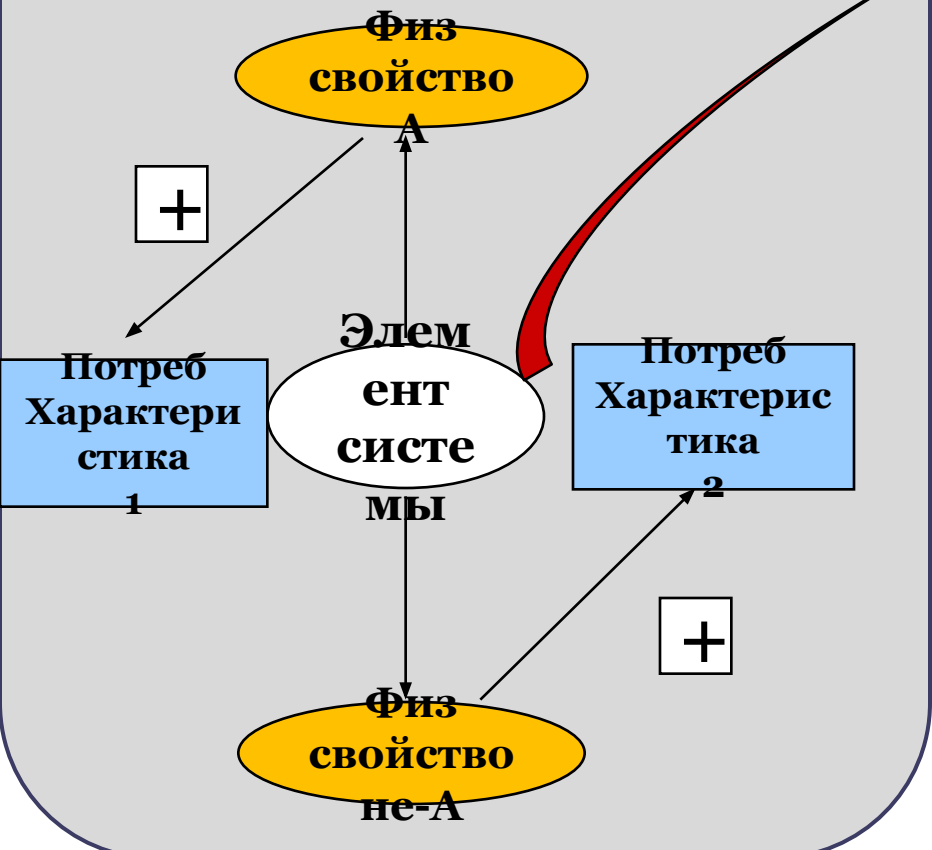 Физ
свойство
А
+
Элем
ент
систе
мы
Потреб
Характери
стика
1
Потреб
Характерис
тика
2
+
Физ
свойство
не-А